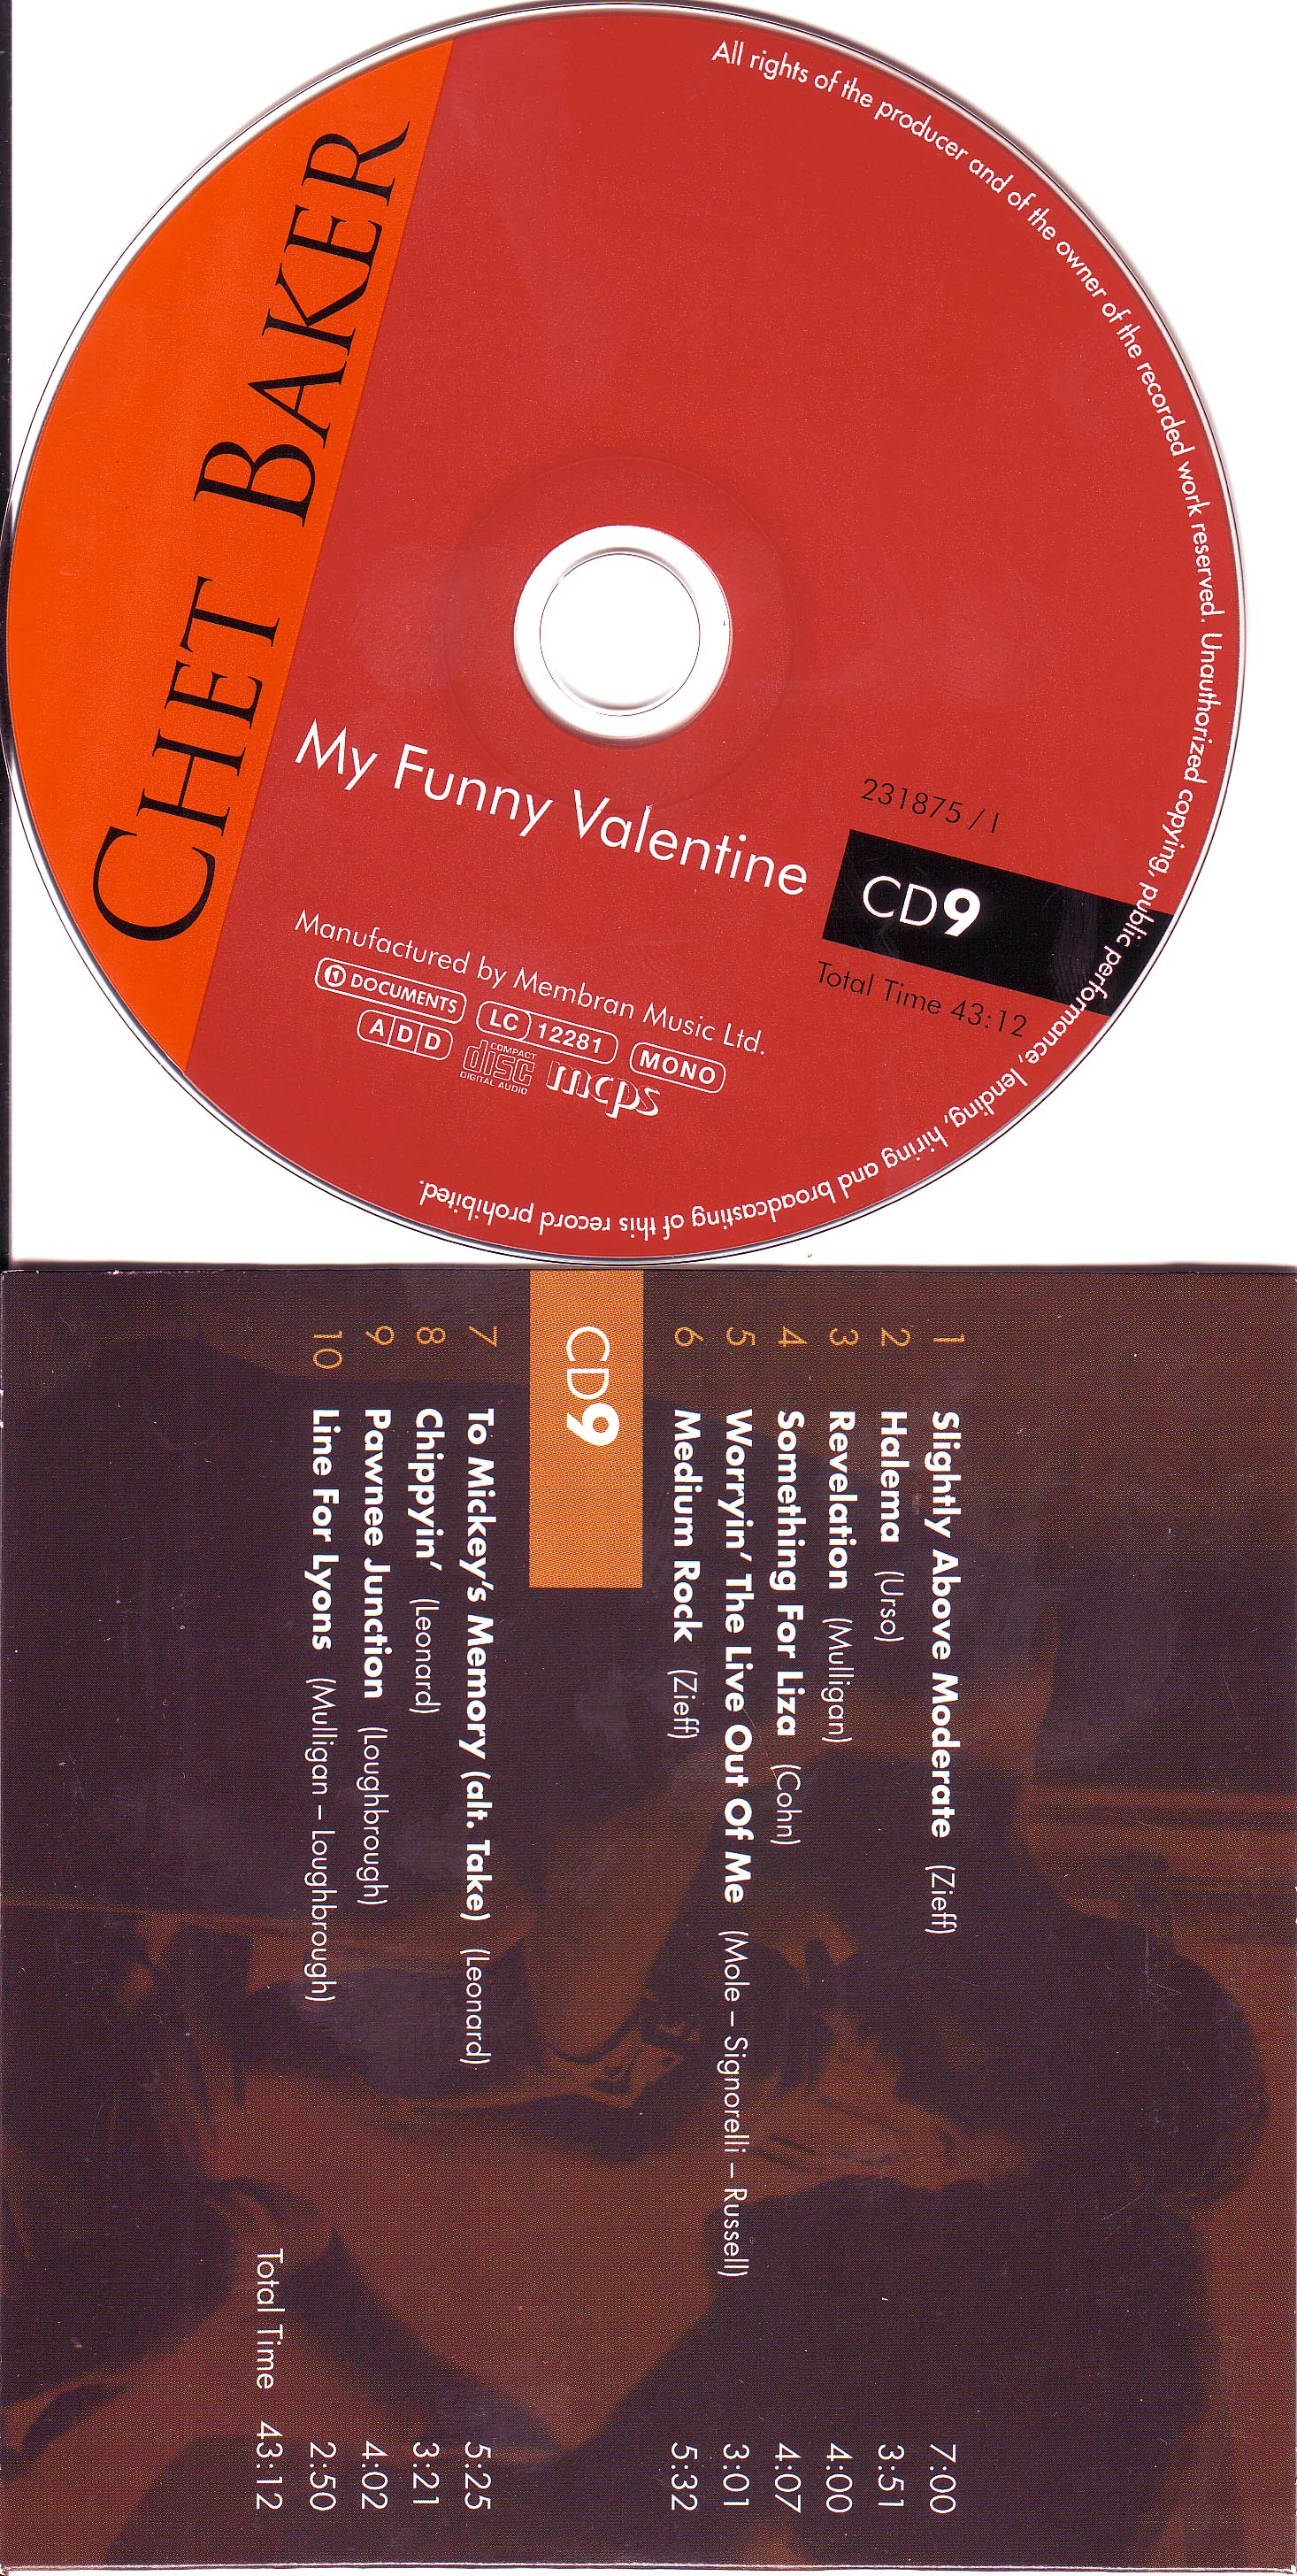 All rights of the producer and of the owner of the recorded work reserved. Unauthorized copying, public performance, lending, hiring and broadcasting of this record prohibited.
CHET BAKER
My Funny Valentine
231875 / I
CD9
Total Time 43:12
Manufactured by Membran Music Ltd.
DOCUMENTS LC 12281 MONO
ADD COMPACT disc DIGITAL AUDIO mcps
1 Slightly Above Moderate (Zieff) 7:00
2 Halema (Urso) 3:51
3 Revelation (Mulligan) 4:00
4 Something For Liza (Cohn) 4:07
5 Worryin' The Live Out Of Me (Mole – Signorelli – Russell) 3:01
6 Medium Rock (Zieff) 5:32
CD9
7 To Mickey's Memory (alt. Take) (Leonard) 5:25
8 Chippyin' (Leonard) 3:21
9 Pawnee Junction (Loughbrough) 4:02
10 Line For Lyons (Mulligan – Loughbrough) 2:50
Total Time 43:12